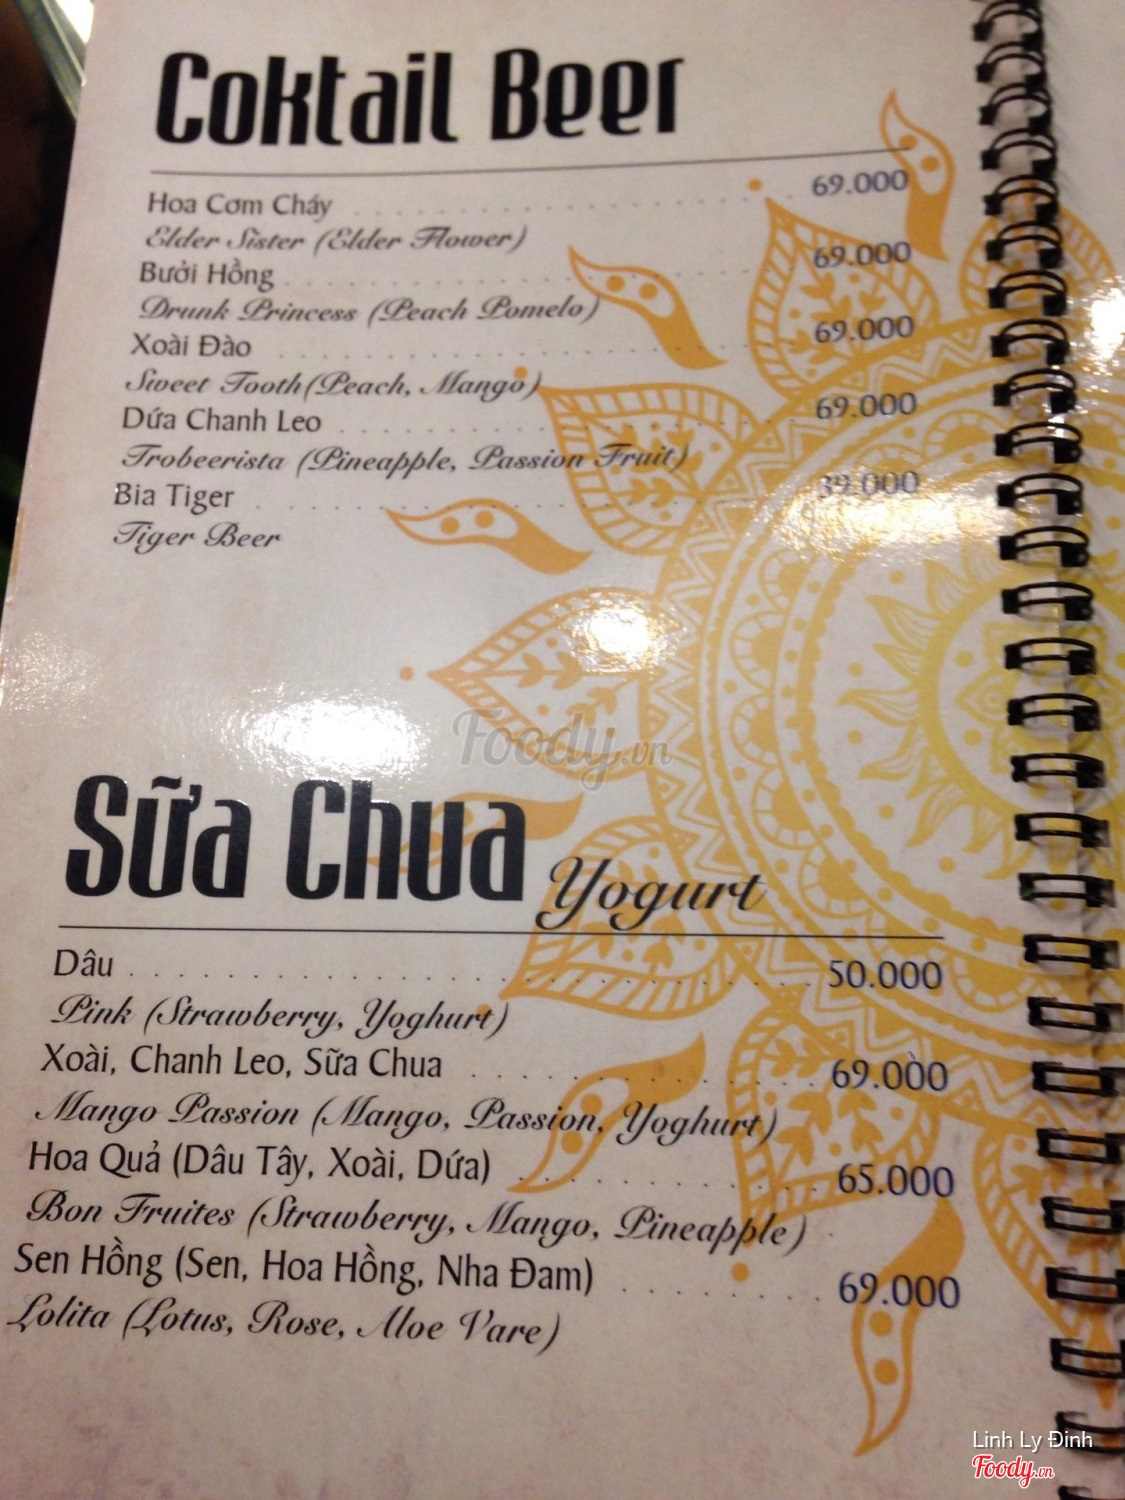 Coktail Beer
Hoa Cơm Cháy 69.000
Elder Sister (Elder Flower)
Bưởi Hồng 69.000
Drunk Princess (Peach Pomelo)
Xoài Đào 69.000
Sweet Tooth(Peach, Mango)
Dứa Chanh Leo 69.000
Trobeerista (Pineapple, Passion Fruit)
Bia Tiger 39.000
Tiger Beer
Foody.vn
Sữa Chua Yogurt
Dâu 50.000
Pink (Strawberry, Yoghurt)
Xoài, Chanh Leo, Sữa Chua 69.000
Mango Passion (Mango, Passion, Yoghurt)
Hoa Quả (Dâu Tây, Xoài, Dứa) 65.000
Bon Fruites (Strawberry, Mango, Pineapple)
Sen Hồng (Sen, Hoa Hồng, Nha Đam) 69.000
Lolita (Lotus, Rose, Aloe Vare)
Linh Ly Đinh
Foody.vn